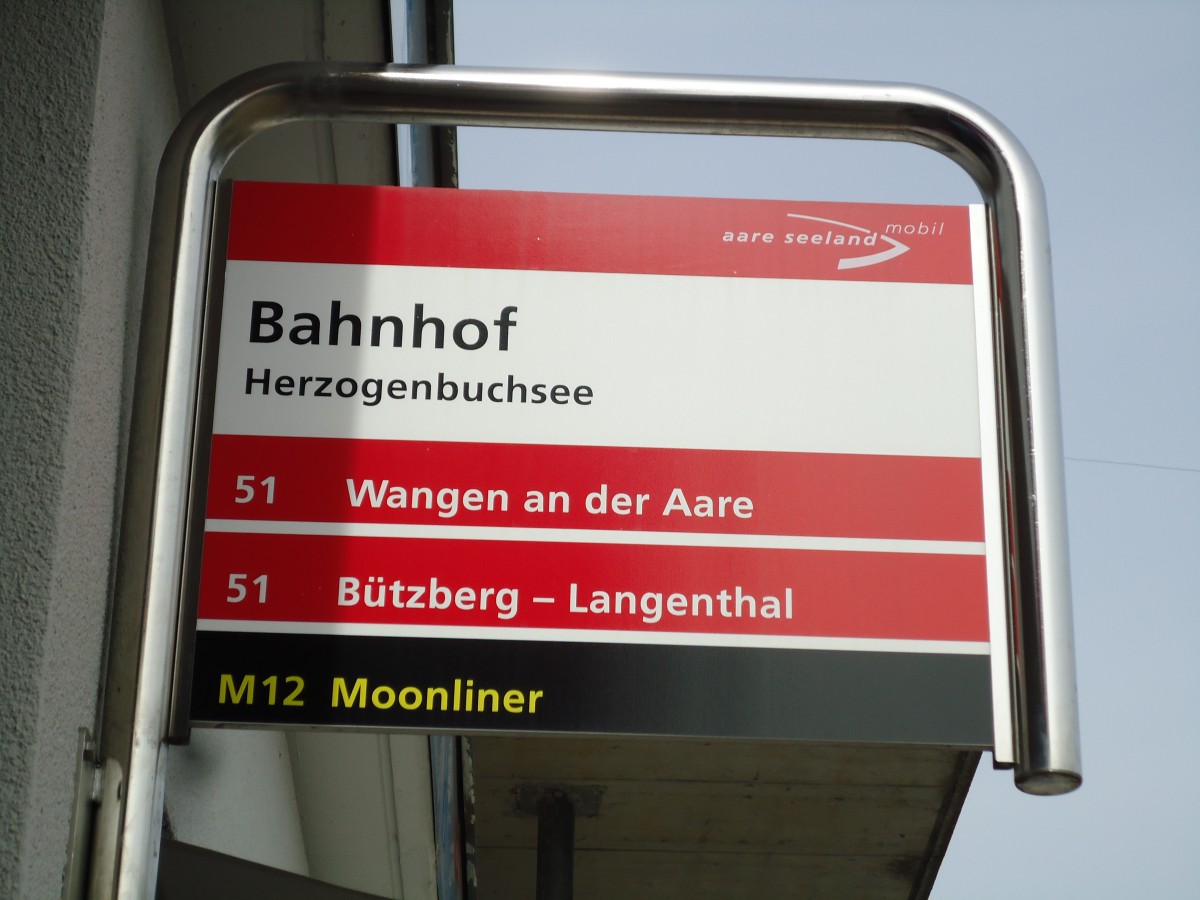 aare seeland mobil
Bahnhof
Herzogenbuchsee
51 Wangen an der Aare
51 Bützberg – Langenthal
M12 Moonliner